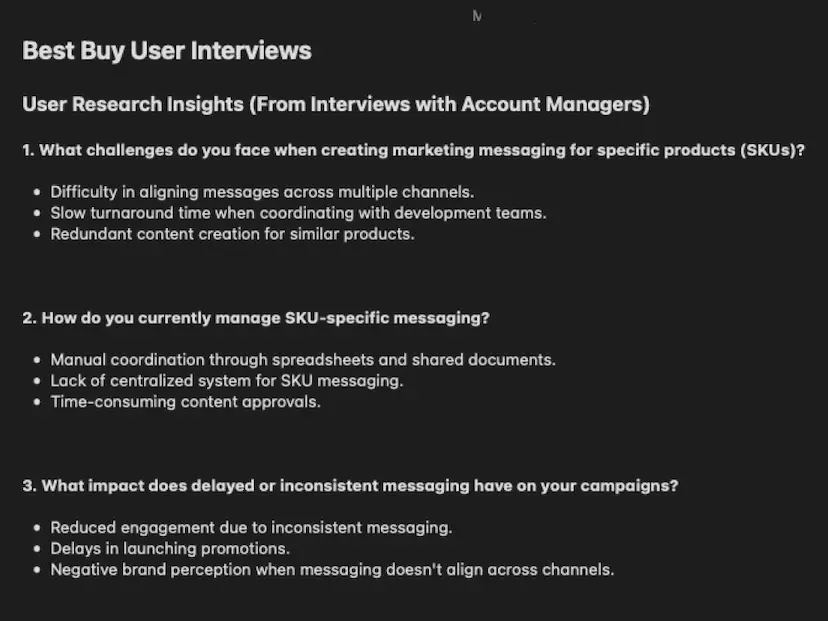 Best Buy User Interviews
User Research Insights (From Interviews with Account Managers)
1. What challenges do you face when creating marketing messaging for specific products (SKUs)?
• Difficulty in aligning messages across multiple channels.
• Slow turnaround time when coordinating with development teams.
• Redundant content creation for similar products.
2. How do you currently manage SKU-specific messaging?
• Manual coordination through spreadsheets and shared documents.
• Lack of centralized system for SKU messaging.
• Time-consuming content approvals.
3. What impact does delayed or inconsistent messaging have on your campaigns?
• Reduced engagement due to inconsistent messaging.
• Delays in launching promotions.
• Negative brand perception when messaging doesn't align across channels.